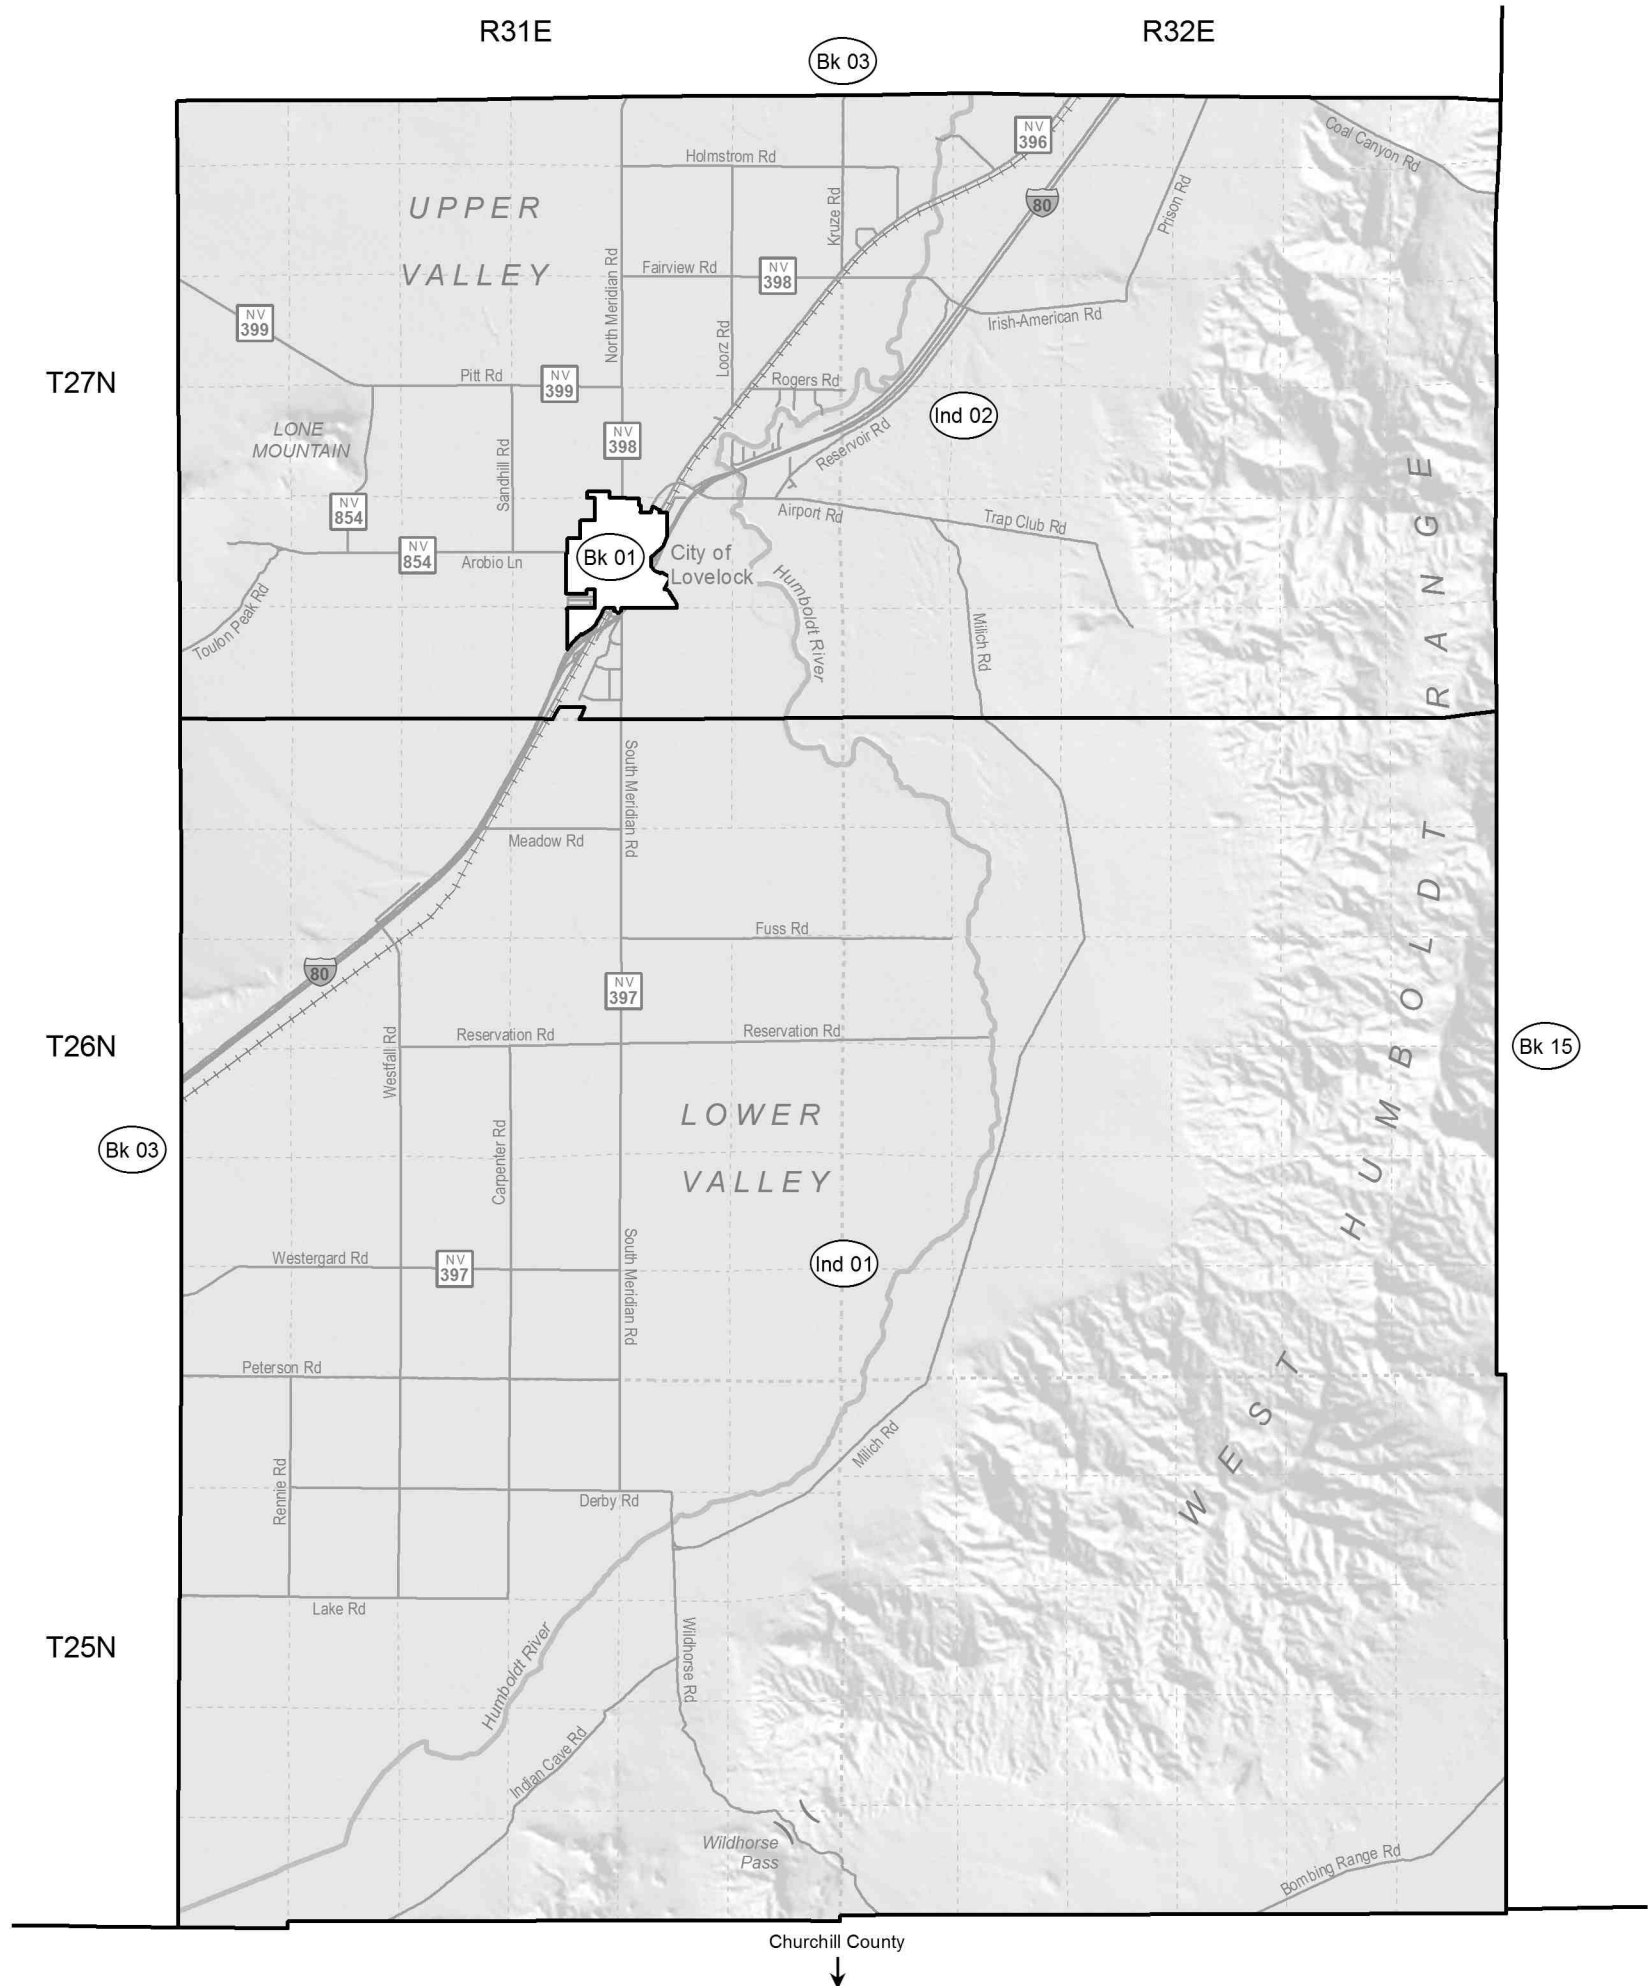 R31E
R32E
Bk 03
NV
396
Coal Canyon Rd
Holmstrom Rd
UPPER
VALLEY
Kruze Rd
80
Prison Rd
North Meridian Rd
Fairview Rd
NV
398
NV
399
Irish-American Rd
Loorz Rd
T27N
Pitt Rd
NV
399
Rogers Rd
Ind 02
LONE
MOUNTAIN
NV
398
Reservoir Rd
Sandhill Rd
NV
854
Airport Rd
Trap Club Rd
NV
854
Arobio Ln
Bk 01
City of
Lovelock
Humboldt River
Toulon Peak Rd
Milich Rd
WEST HUMBOLDT RANGE
South Meridian Rd
Meadow Rd
Fuss Rd
80
NV
397
T26N
Westfall Rd
Reservation Rd
Reservation Rd
Bk 15
LOWER
VALLEY
Bk 03
Carpenter Rd
Westergard Rd
NV
397
South Meridian Rd
Ind 01
Peterson Rd
Milich Rd
Rennie Rd
Derby Rd
Lake Rd
T25N
Humboldt River
Wildhorse Rd
Indian Cave Rd
Wildhorse
Pass
Bombing Range Rd
Churchill County